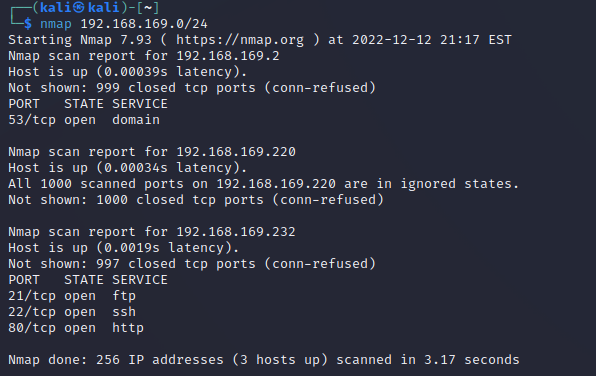 ┌──(kali㉿kali)-[~]
└─$ nmap 192.168.169.0/24
Starting Nmap 7.93 ( https://nmap.org ) at 2022-12-12 21:17 EST
Nmap scan report for 192.168.169.2
Host is up (0.00039s latency).
Not shown: 999 closed tcp ports (conn-refused)
PORT   STATE SERVICE
53/tcp open  domain

Nmap scan report for 192.168.169.220
Host is up (0.00034s latency).
All 1000 scanned ports on 192.168.169.220 are in ignored states.
Not shown: 1000 closed tcp ports (conn-refused)

Nmap scan report for 192.168.169.232
Host is up (0.0019s latency).
Not shown: 997 closed tcp ports (conn-refused)
PORT   STATE SERVICE
21/tcp open  ftp
22/tcp open  ssh
80/tcp open  http

Nmap done: 256 IP addresses (3 hosts up) scanned in 3.17 seconds